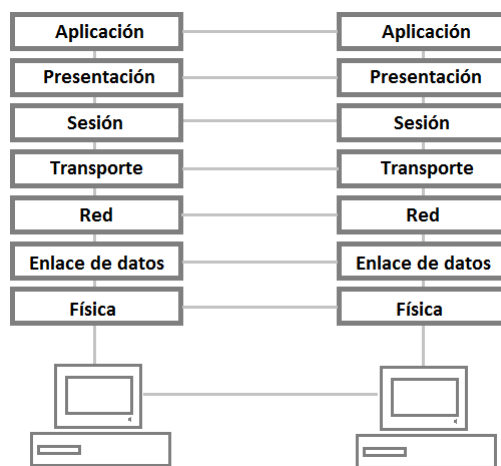 Aplicación Aplicación
Presentación Presentación
Sesión Sesión
Transporte Transporte
Red Red
Enlace de datos Enlace de datos
Física Física